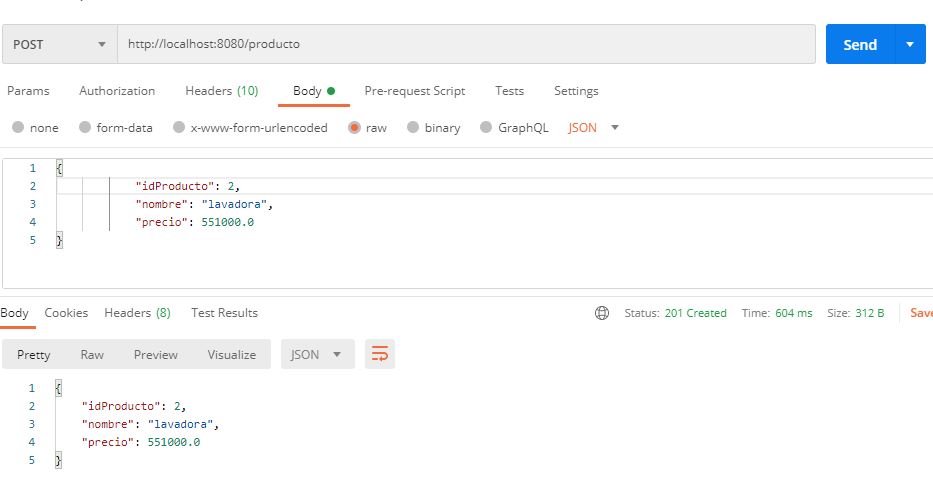 POST http://localhost:8080/producto Send
Params Authorization Headers (10) Body Pre-request Script Tests Settings
none form-data x-www-form-urlencoded raw binary GraphQL JSON
1 {
2 "idProducto": 2,
3 "nombre": "lavadora",
4 "precio": 551000.0
5 }
Body Cookies Headers (8) Test Results Status: 201 Created Time: 604 ms Size: 312 B Save
Pretty Raw Preview Visualize JSON
1 {
2 "idProducto": 2,
3 "nombre": "lavadora",
4 "precio": 551000.0
5 }